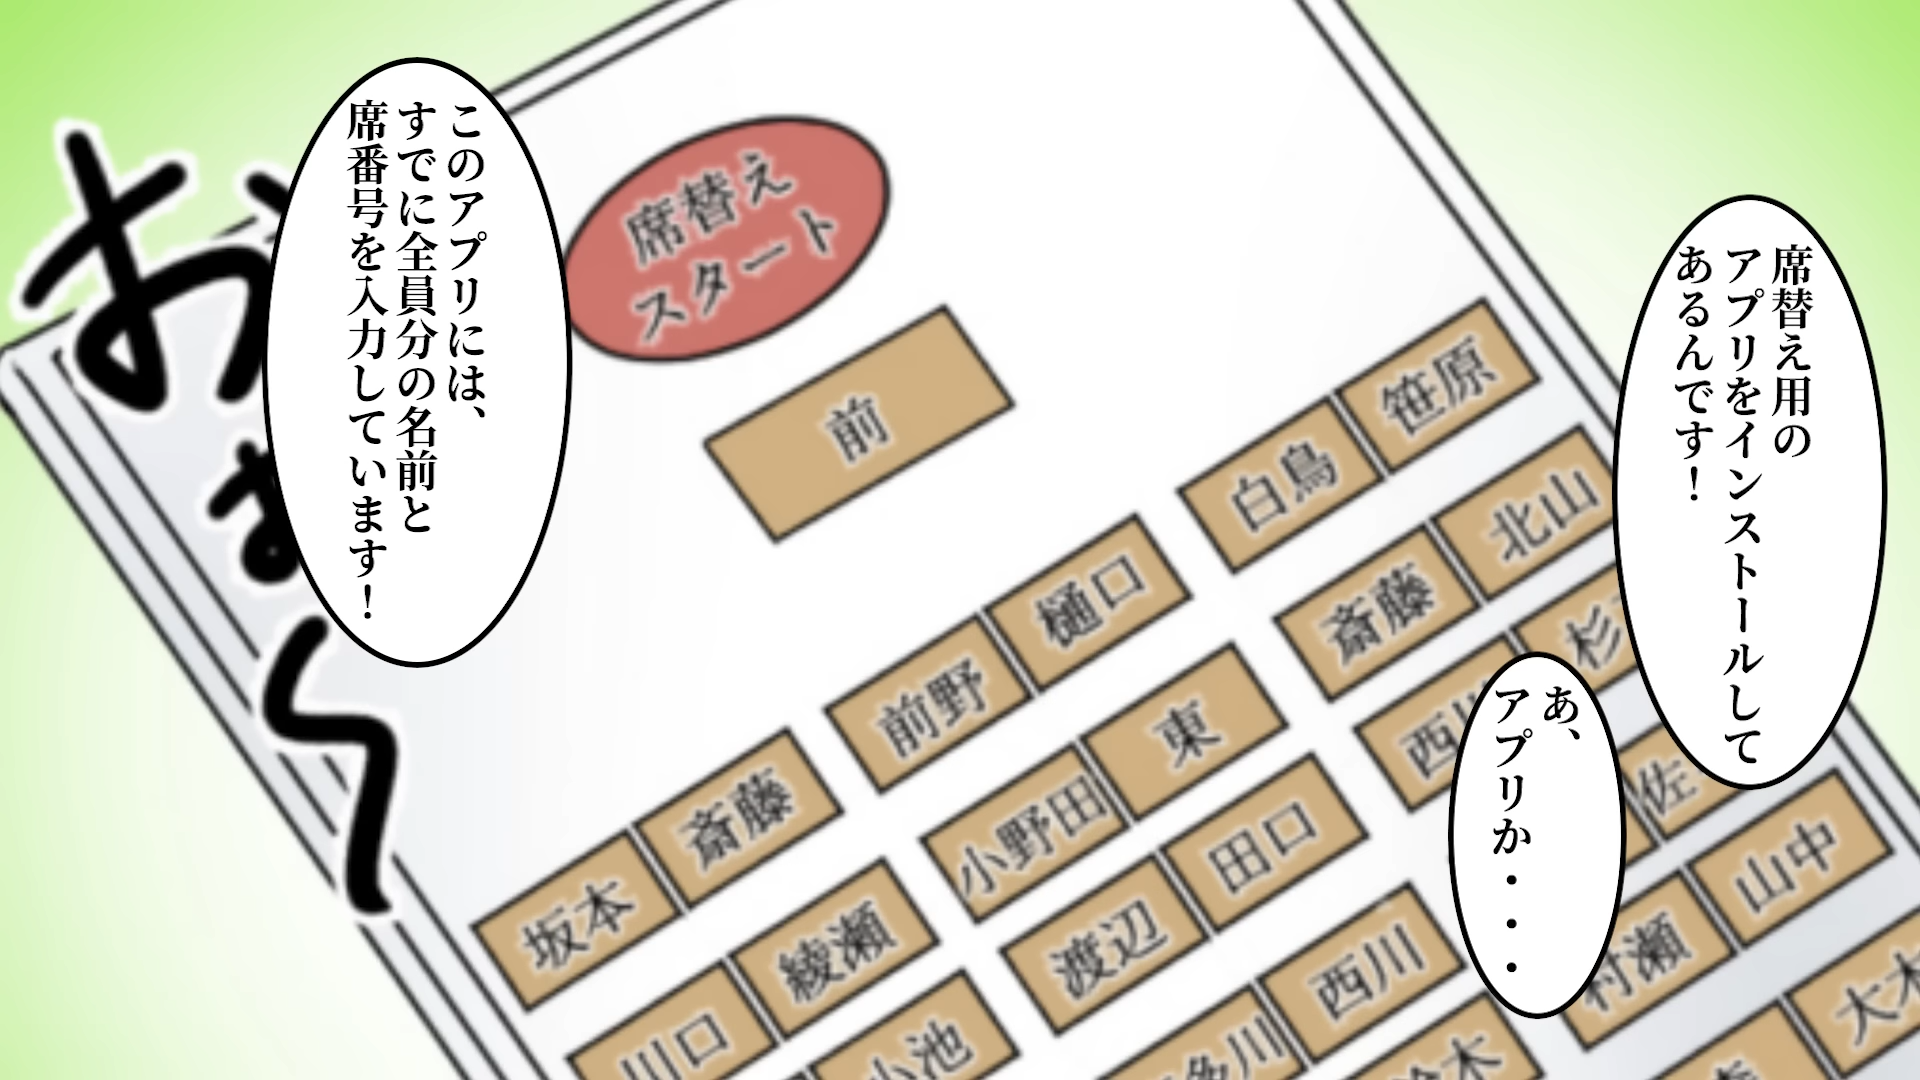 席替え用の
アプリをインストールして
あるんです！
あ、
アプリか・・・
このアプリには、
すでに全員分の名前と
席番号を入力しています！
おぉ〜
席替え
スタート
前
坂本
斎藤
前野
樋口
白鳥
笹原
綾瀬
小野田
東
斎藤
北山
川口
小池
渡辺
田口
西川
村瀬
山中